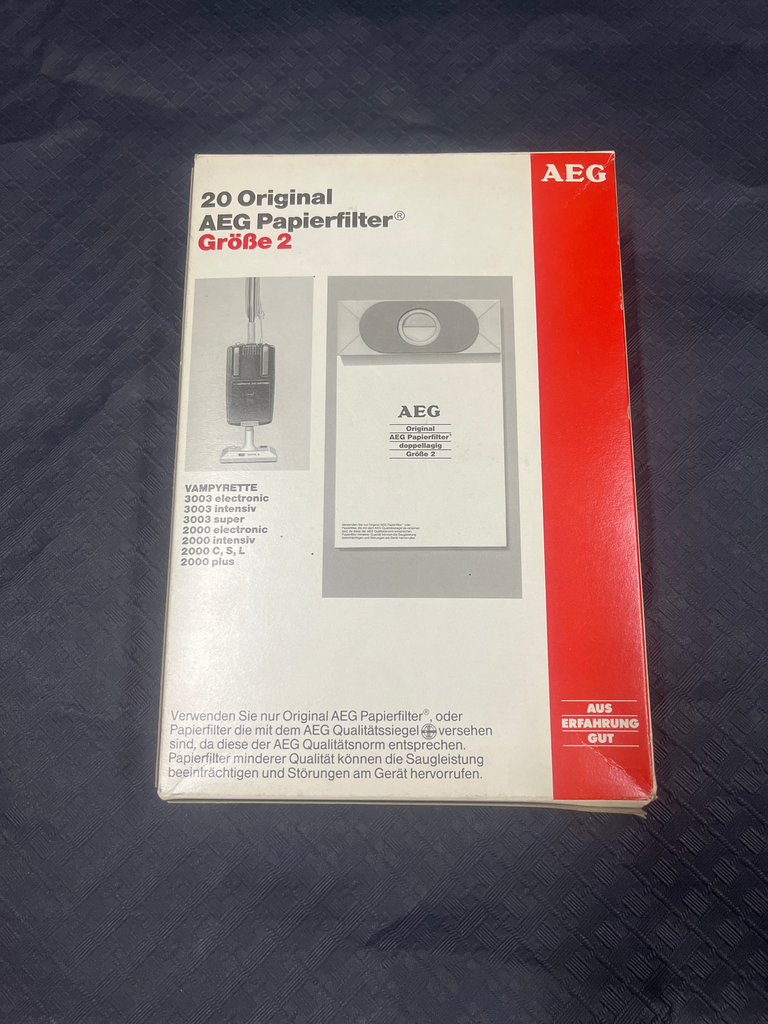 20 Original
AEG Papierfilter®
Größe 2
AEG
AEG
Original
AEG Papierfilter®
doppellagig
Größe 2
VAMPYRETTE
3003 electronic
3003 intensiv
3003 super
2000 electronic
2000 intensiv
2000 C, S, L
2000 plus
Verwenden Sie nur Original AEG Papierfilter®, oder
Papierfilter die mit dem AEG Qualitätssiegel versehen
sind, da diese der AEG Qualitätsnorm entsprechen.
Papierfilter minderer Qualität können die Saugleistung
beeinträchtigen und Störungen am Gerät hervorrufen.
AUS
ERFAHRUNG
GUT